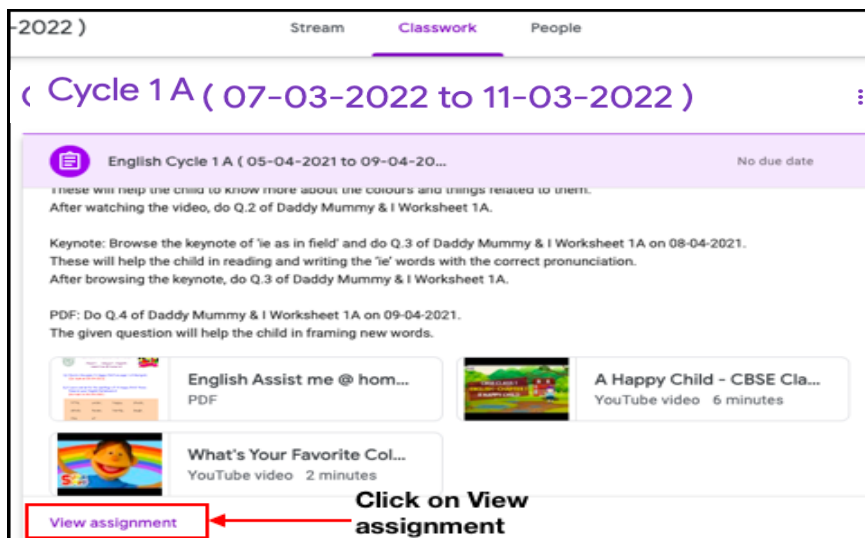 -2022 )
Stream Classwork People
Cycle 1 A ( 07-03-2022 to 11-03-2022 )
English Cycle 1 A ( 05-04-2021 to 09-04-20... No due date
These will help the child to know more about the colours and things related to them.
After watching the video, do Q.2 of Daddy Mummy & I Worksheet 1A.
Keynote: Browse the keynote of 'ie as in field' and do Q.3 of Daddy Mummy & I Worksheet 1A on 08-04-2021.
These will help the child in reading and writing the 'ie' words with the correct pronunciation.
After browsing the keynote, do Q.3 of Daddy Mummy & I Worksheet 1A.
PDF: Do Q.4 of Daddy Mummy & I Worksheet 1A on 09-04-2021.
The given question will help the child in framing new words.
English Assist me @ hom...
PDF
A Happy Child - CBSE Cla...
YouTube video 6 minutes
What's Your Favorite Col...
YouTube video 2 minutes
View assignment
Click on View
assignment